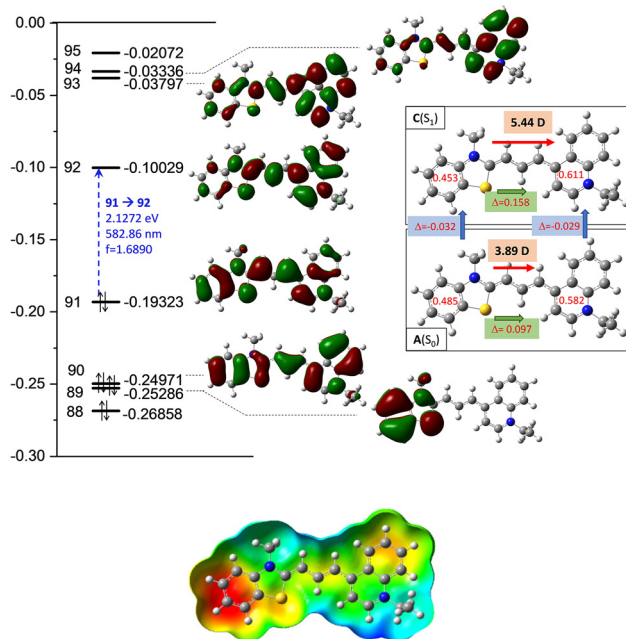 0.00
-0.05
-0.10
-0.15
-0.20
-0.25
-0.30
95 -0.02072
94 -0.03336
93 -0.03797
92 -0.10029
91 → 92
2.1272 eV
582.86 nm
f=1.6890
91 -0.19323
90 -0.24971
89 -0.25286
88 -0.26858
C(S₁)
5.44 D
0.453 0.611
Δ=0.158
Δ=-0.032 Δ=-0.029
3.89 D
0.485 0.582
Δ=0.097
A(S₀)